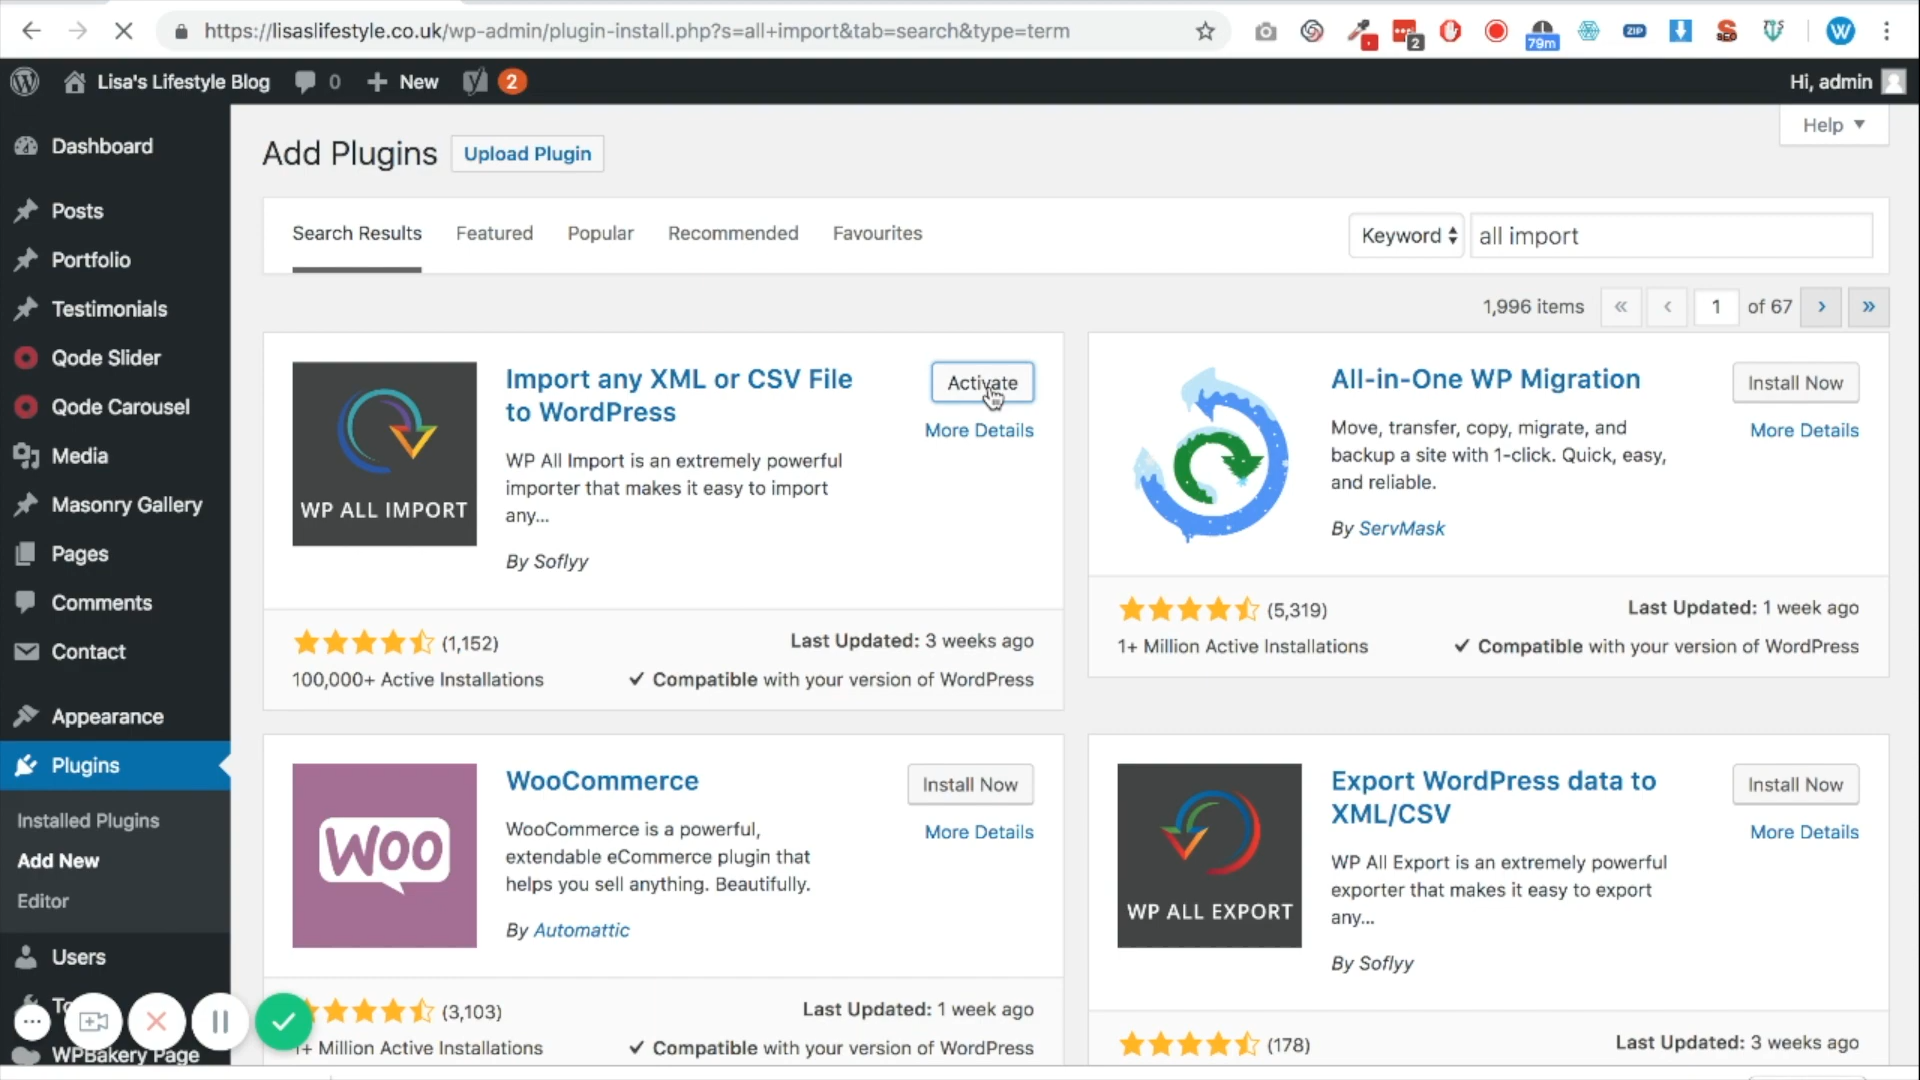 https://lisaslifestyle.co.uk/wp-admin/plugin-install.php?s=all+import&tab=search&type=term
2
79m
ZIP
SEO
W
Lisa's Lifestyle Blog
0
New
2
Hi, admin
Help
Dashboard
Posts
Portfolio
Testimonials
Qode Slider
Qode Carousel
Media
Masonry Gallery
Pages
Comments
Contact
Appearance
Plugins
Installed Plugins
Add New
Editor
Users
WPBakery Page
Add Plugins
Upload Plugin
Search Results
Featured
Popular
Recommended
Favourites
Keyword
all import
1,996 items
«
‹
1
of 67
›
»
WP ALL IMPORT
Import any XML or CSV File
to WordPress
Activate
More Details
WP All Import is an extremely powerful
importer that makes it easy to import
any...
By Soflyy
(1,152)
Last Updated: 3 weeks ago
100,000+ Active Installations
Compatible with your version of WordPress
All-in-One WP Migration
Install Now
More Details
Move, transfer, copy, migrate, and
backup a site with 1-click. Quick, easy,
and reliable.
By ServMask
(5,319)
Last Updated: 1 week ago
1+ Million Active Installations
Compatible with your version of WordPress
WOO
WooCommerce
Install Now
More Details
WooCommerce is a powerful,
extendable eCommerce plugin that
helps you sell anything. Beautifully.
By Automattic
(3,103)
Last Updated: 1 week ago
1+ Million Active Installations
Compatible with your version of WordPress
WP ALL EXPORT
Export WordPress data to
XML/CSV
Install Now
More Details
WP All Export is an extremely powerful
exporter that makes it easy to export
any...
By Soflyy
(178)
Last Updated: 3 weeks ago